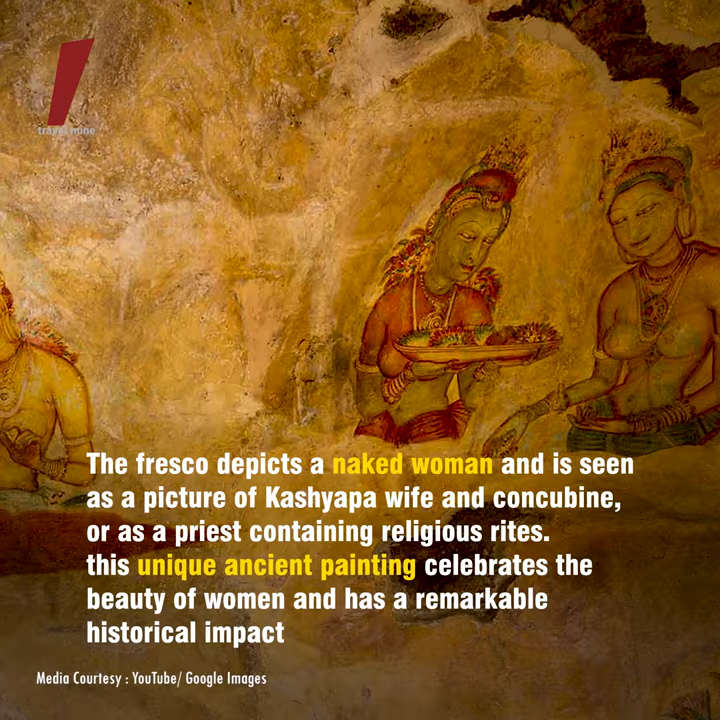 travel mine
The fresco depicts a naked woman and is seen
as a picture of Kashyapa wife and concubine,
or as a priest containing religious rites.
this unique ancient painting celebrates the
beauty of women and has a remarkable
historical impact
Media Courtesy : YouTube/ Google Images